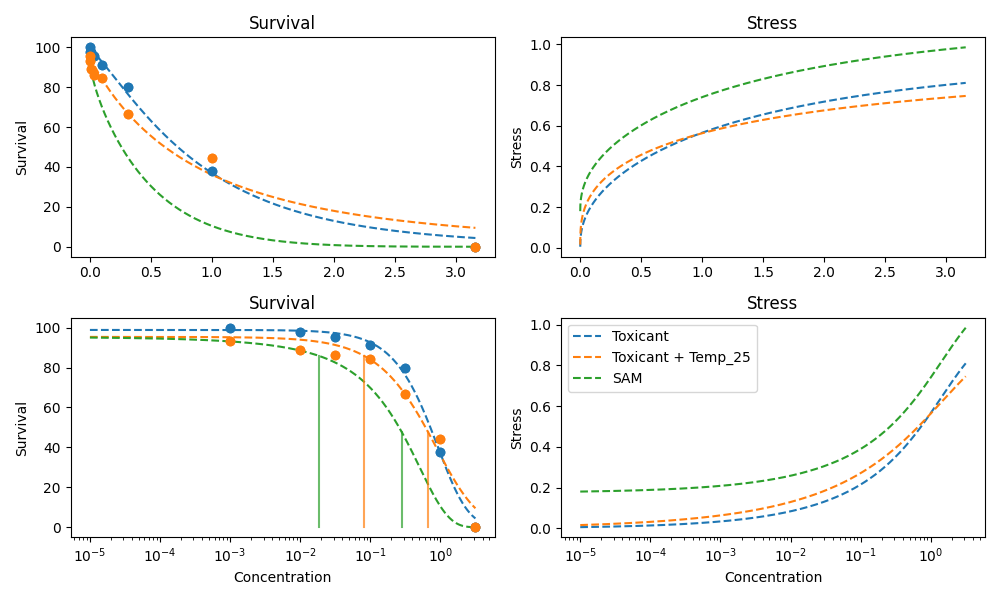 Survival
Survival
100
80
60
40
20
0
0.0 0.5 1.0 1.5 2.0 2.5 3.0
Stress
Stress
1.0
0.8
0.6
0.4
0.2
0.0
0.0 0.5 1.0 1.5 2.0 2.5 3.0
Survival
Survival
100
80
60
40
20
0
10⁻⁵ 10⁻⁴ 10⁻³ 10⁻² 10⁻¹ 10⁰
Concentration
Stress
Stress
1.0
0.8
0.6
0.4
0.2
0.0
Toxicant
Toxicant + Temp_25
SAM
10⁻⁵ 10⁻⁴ 10⁻³ 10⁻² 10⁻¹ 10⁰
Concentration